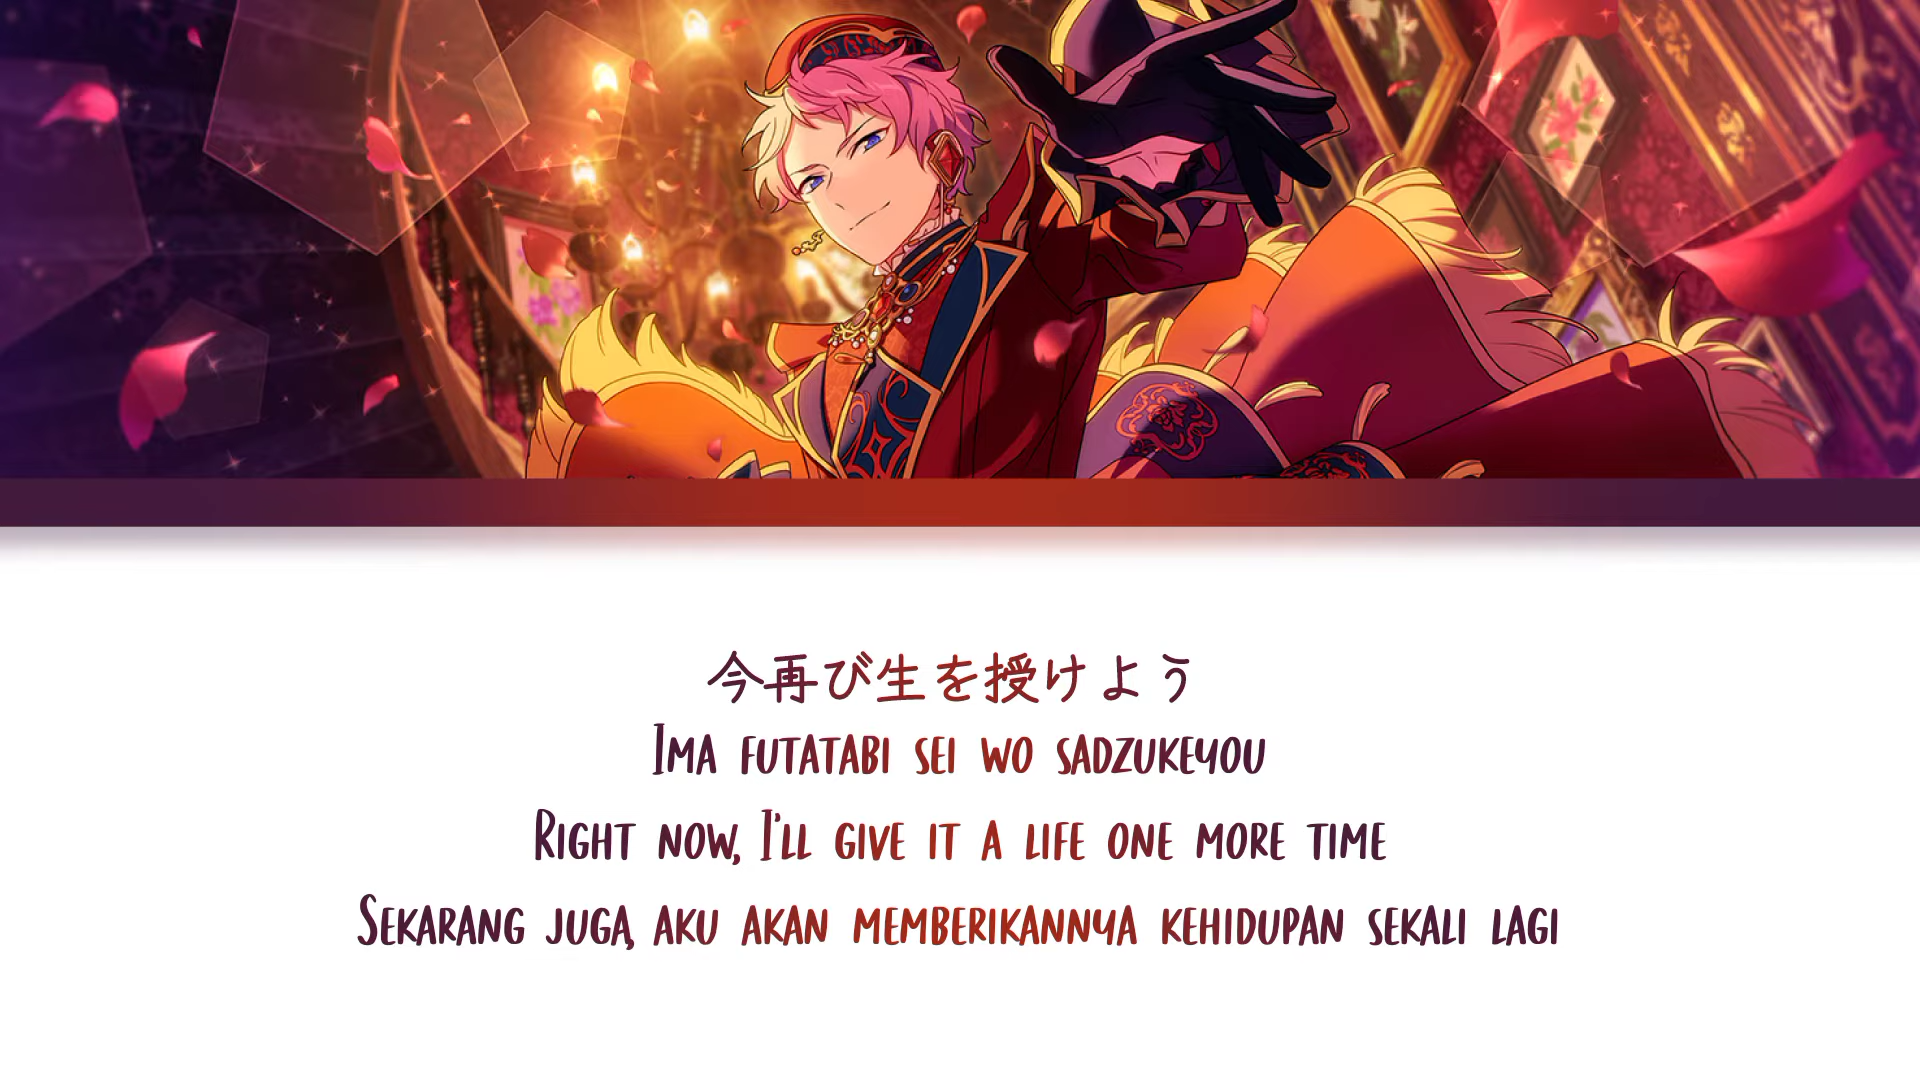 今再び生を授けよう
Ima futatabi sei wo sadzukeyou
Right now, I'll give it a life one more time
Sekarang juga, aku akan memberikannya kehidupan sekali lagi